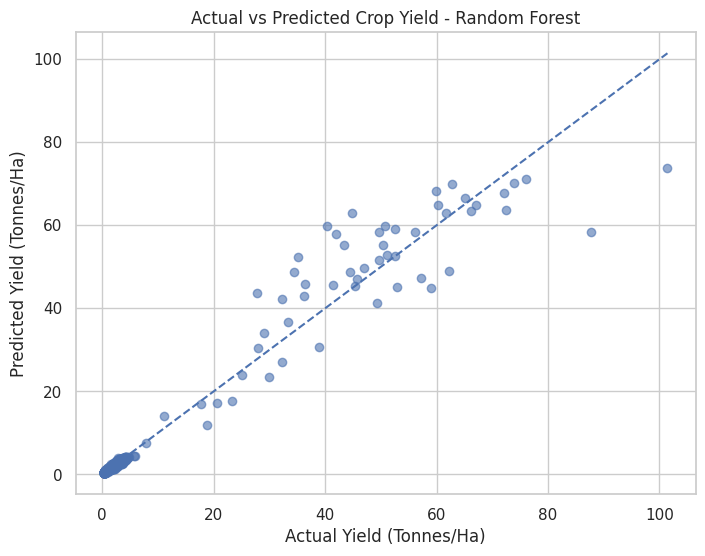 Actual vs Predicted Crop Yield - Random Forest
Predicted Yield (Tonnes/Ha)
100
80
60
40
20
0
0 20 40 60 80 100
Actual Yield (Tonnes/Ha)